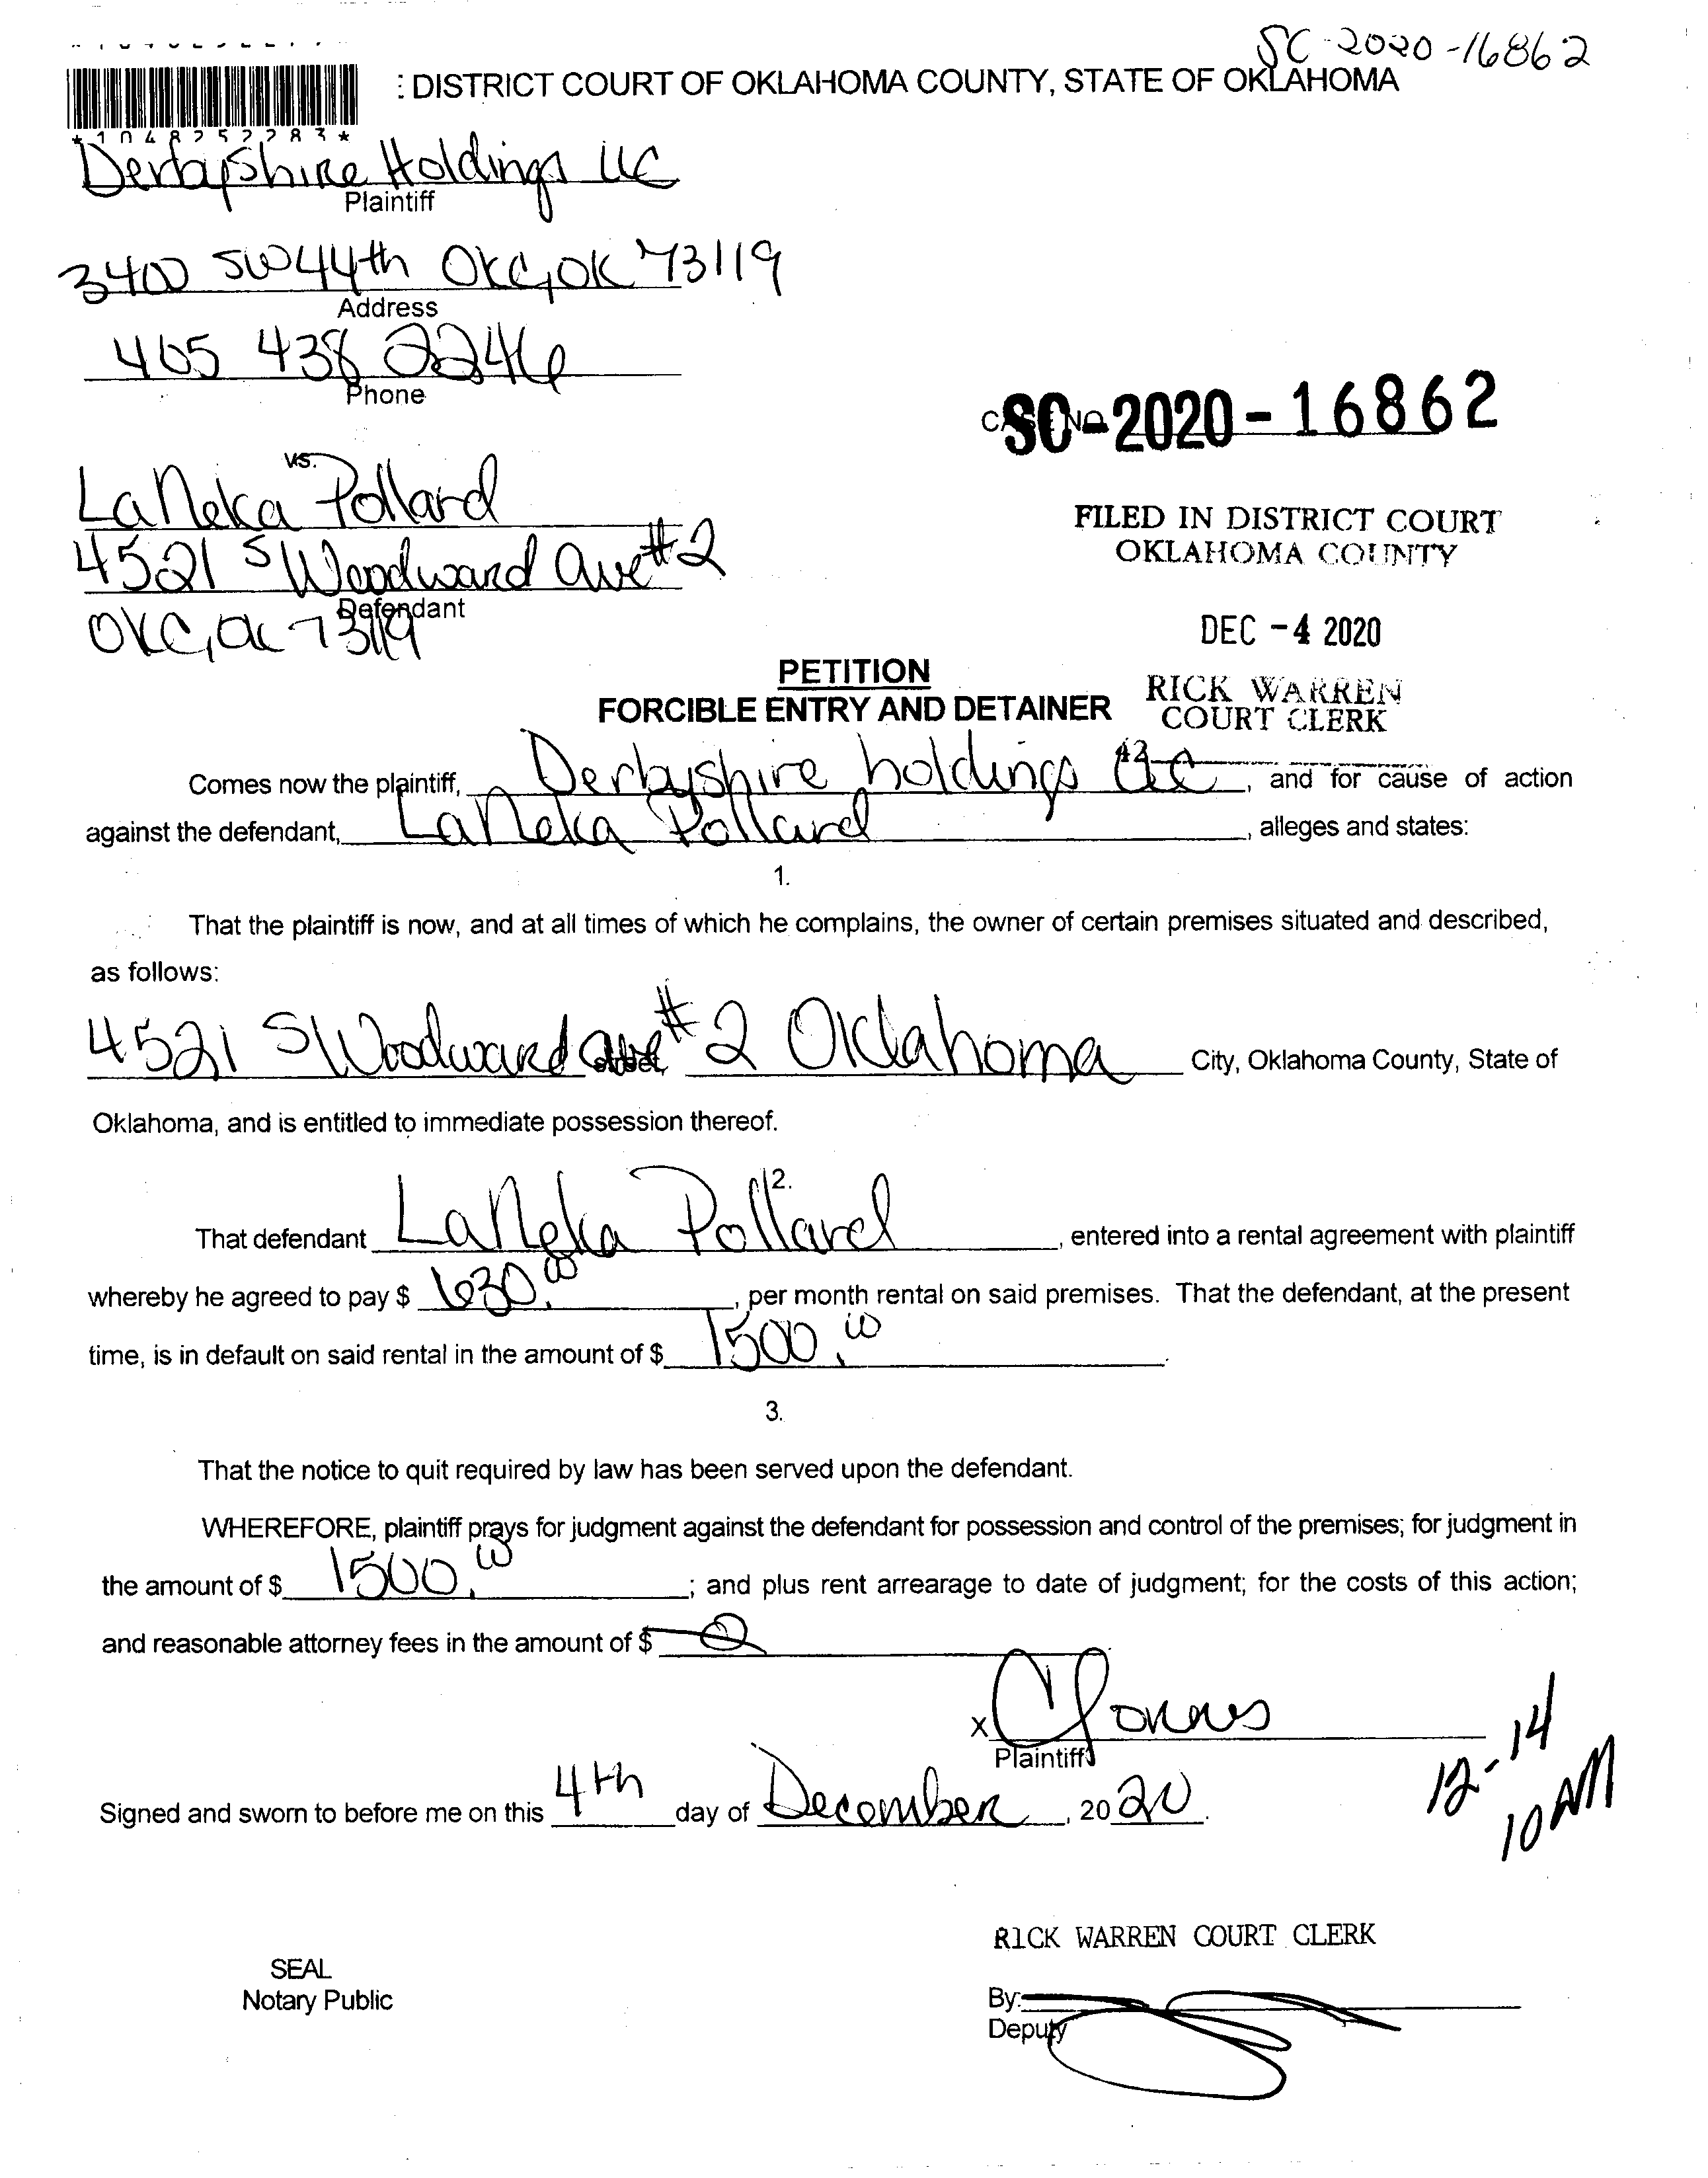 SC-2020-16862
: DISTRICT COURT OF OKLAHOMA COUNTY, STATE OF OKLAHOMA
*1048252283*
Derbyshire Holdings LLC
Plaintiff
3400 SW 44th OKC, OK 73119
Address
405 438 2246
Phone
SC-2020-16862
vs.
LaNeka Pollard
4521 S Woodward Ave #2
Defendant
OKC, OK 73119
FILED IN DISTRICT COURT
OKLAHOMA COUNTY
DEC -4 2020
RICK WARREN
COURT CLERK
42
PETITION
FORCIBLE ENTRY AND DETAINER
Comes now the plaintiff, Derbyshire holdings LLC, and for cause of action
against the defendant, LaNeka Pollard, alleges and states:
1.
That the plaintiff is now, and at all times of which he complains, the owner of certain premises situated and described,
as follows:
4521 S Woodward Ave #2 Oklahoma City, Oklahoma County, State of
street,
Oklahoma, and is entitled to immediate possession thereof.
2.
That defendant LaNeka Pollard, entered into a rental agreement with plaintiff
whereby he agreed to pay $ 630.00, per month rental on said premises. That the defendant, at the present
time, is in default on said rental in the amount of $ 1500.00.
3.
That the notice to quit required by law has been served upon the defendant.
WHEREFORE, plaintiff prays for judgment against the defendant for possession and control of the premises; for judgment in
the amount of $ 1500.00; and plus rent arrearage to date of judgment; for the costs of this action;
and reasonable attorney fees in the amount of $ 0
x
Plaintiff
12-14
10 AM
Signed and sworn to before me on this 4th day of December, 2020.
RICK WARREN COURT CLERK
SEAL
Notary Public
By:
Deputy